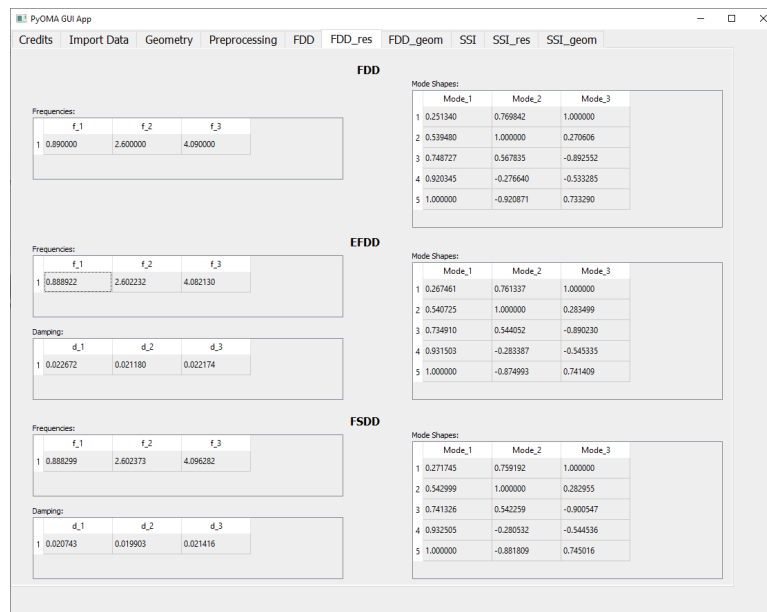 PyOMA GUI App
Credits Import Data Geometry Preprocessing FDD FDD_res FDD_geom SSI SSI_res SSI_geom
FDD
Frequencies:
f_1 f_2 f_3
1 0.890000 2.600000 4.090000
Mode Shapes:
Mode_1 Mode_2 Mode_3
1 0.251340 0.769842 1.000000
2 0.539480 1.000000 0.270606
3 0.748727 0.567835 -0.892552
4 0.920345 -0.276640 -0.533285
5 1.000000 -0.920871 0.733290
EFDD
Frequencies:
f_1 f_2 f_3
1 0.888922 2.602232 4.082130
Damping:
d_1 d_2 d_3
1 0.022672 0.021180 0.022174
Mode Shapes:
Mode_1 Mode_2 Mode_3
1 0.267461 0.761337 1.000000
2 0.540725 1.000000 0.283499
3 0.734910 0.544052 -0.890230
4 0.931503 -0.283387 -0.545335
5 1.000000 -0.874993 0.741409
FSDD
Frequencies:
f_1 f_2 f_3
1 0.888299 2.602373 4.096282
Damping:
d_1 d_2 d_3
1 0.020743 0.019903 0.021416
Mode Shapes:
Mode_1 Mode_2 Mode_3
1 0.271745 0.759192 1.000000
2 0.542999 1.000000 0.282955
3 0.741326 0.542259 -0.900547
4 0.932505 -0.280532 -0.544536
5 1.000000 -0.881809 0.745016